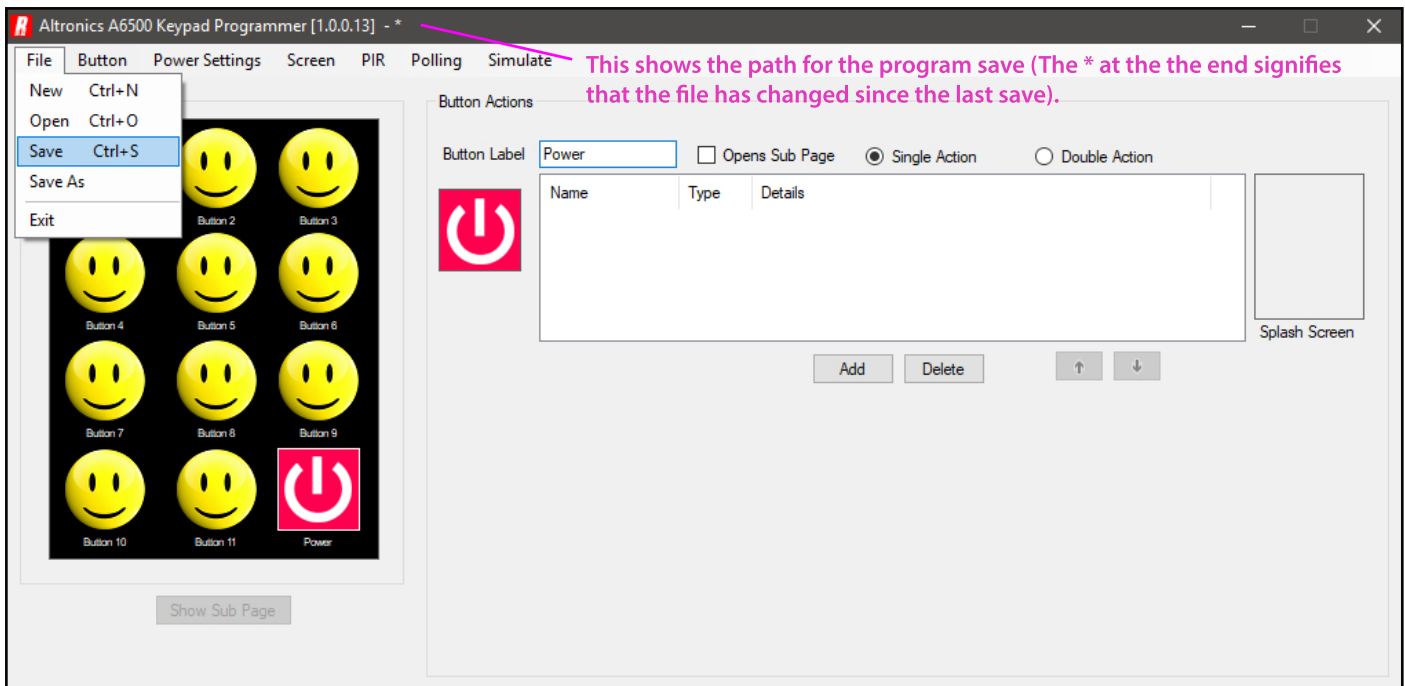 Altronics A6500 Keypad Programmer [1.0.0.13] - *
File Button Power Settings Screen PIR Polling Simulate
This shows the path for the program save (The * at the the end signifies
that the file has changed since the last save).
New Ctrl+N
Open Ctrl+O
Save Ctrl+S
Save As
Exit
Button 2
Button 3
Button 4
Button 5
Button 6
Button 7
Button 8
Button 9
Button 10
Button 11
Power
Show Sub Page
Button Actions
Button Label Power Opens Sub Page Single Action Double Action
Name Type Details
Splash Screen
Add Delete